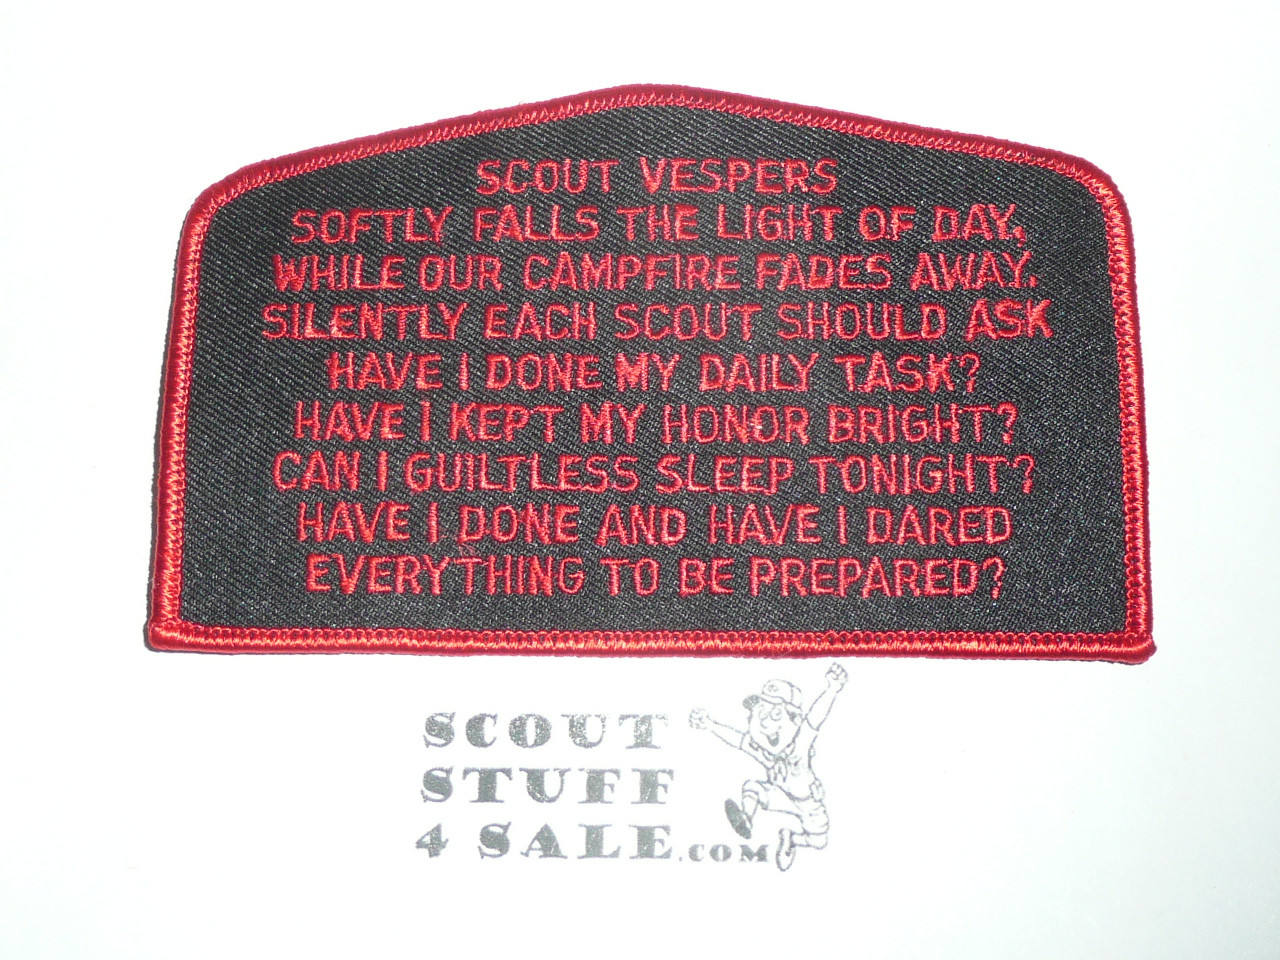 SCOUT VESPERS
SOFTLY FALLS THE LIGHT OF DAY,
WHILE OUR CAMPFIRE FADES AWAY.
SILENTLY EACH SCOUT SHOULD ASK
HAVE I DONE MY DAILY TASK?
HAVE I KEPT MY HONOR BRIGHT?
CAN I GUILTLESS SLEEP TONIGHT?
HAVE I DONE AND HAVE I DARED
EVERYTHING TO BE PREPARED?
SCOUT
STUFF
4 SALE.COM